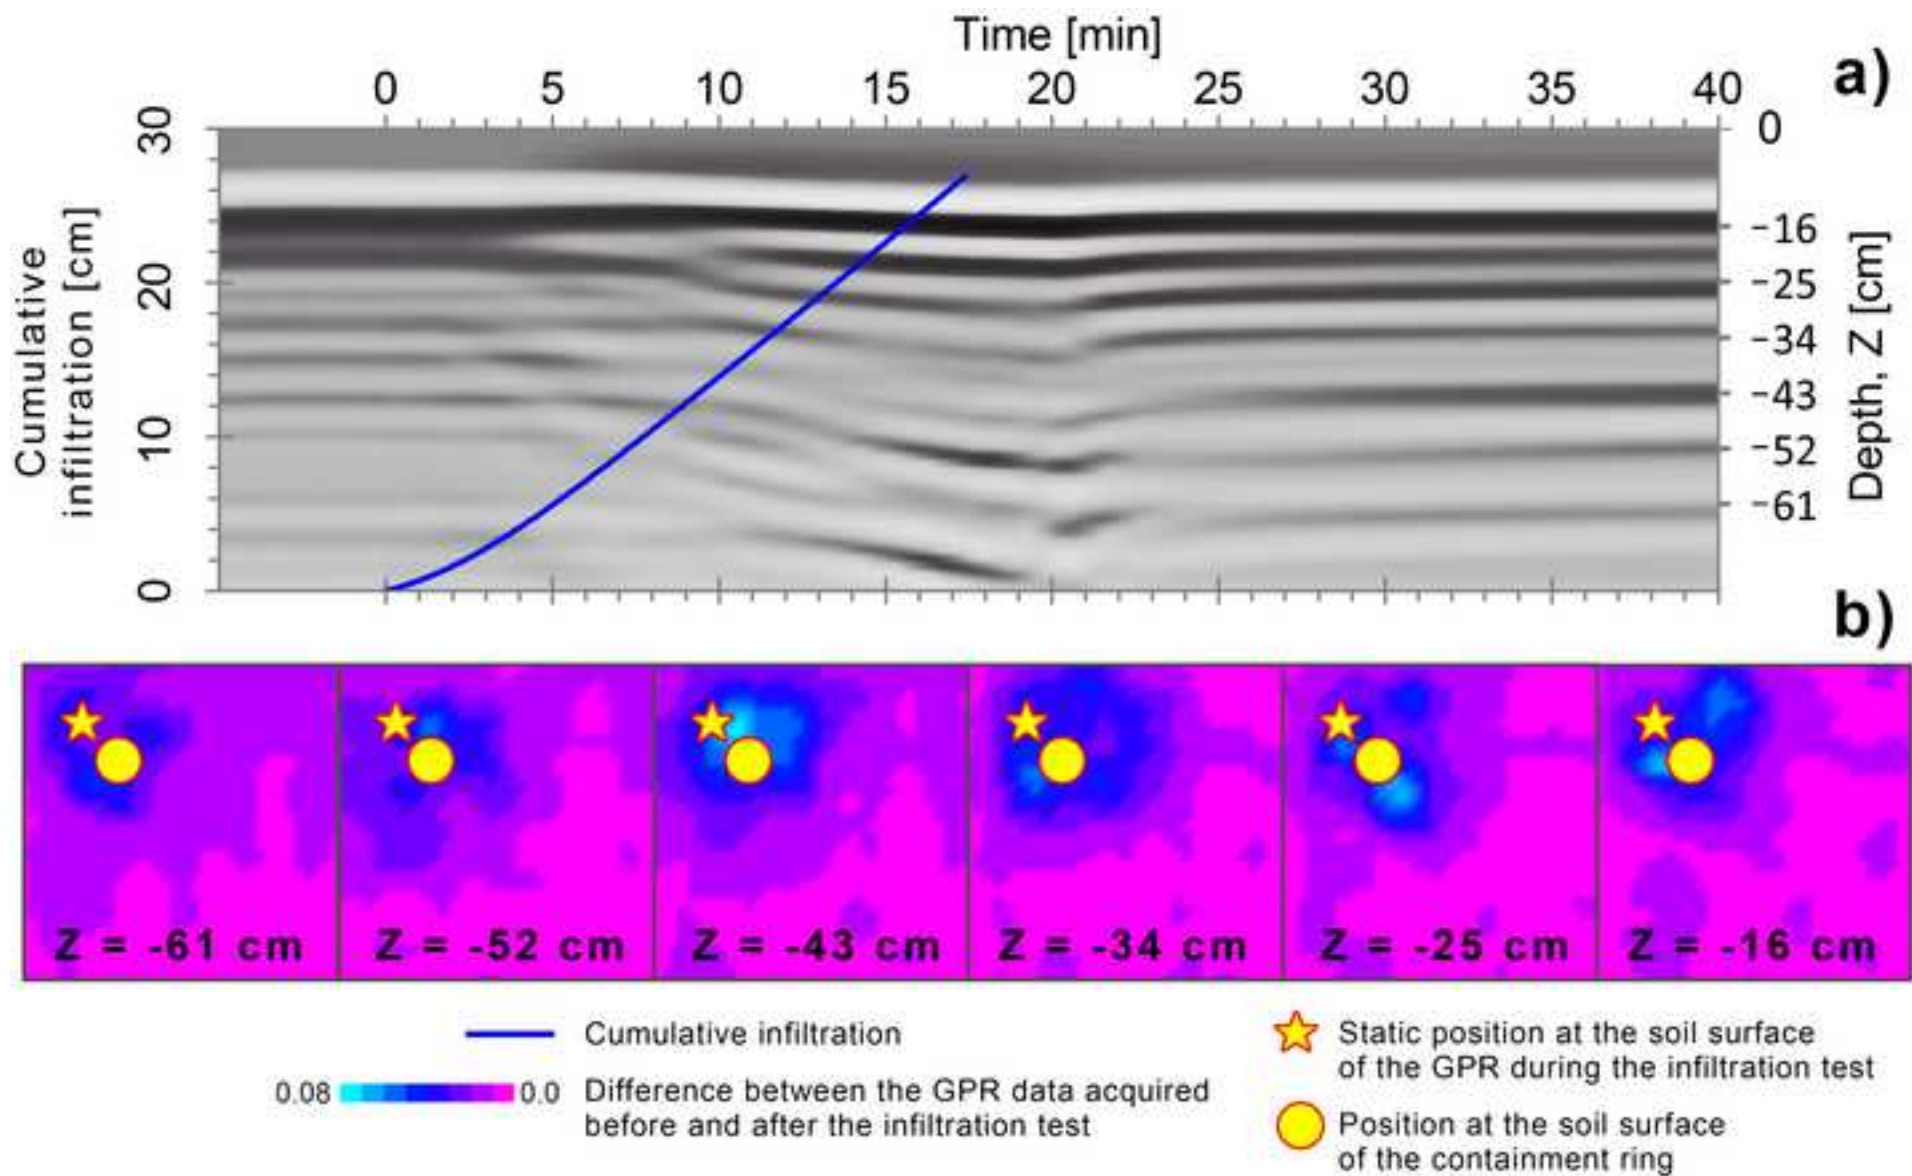 Time [min]
a)
0 5 10 15 20 25 30 35 40
30
20
10
0
Cumulative
infiltration [cm]
0
−16
−25
−34
−43
−52
−61
Depth, Z [cm]
b)
Z = -61 cm
Z = -52 cm
Z = -43 cm
Z = -34 cm
Z = -25 cm
Z = -16 cm
Cumulative infiltration
0.08 0.0
Difference between the GPR data acquired
before and after the infiltration test
Static position at the soil surface
of the GPR during the infiltration test
Position at the soil surface
of the containment ring